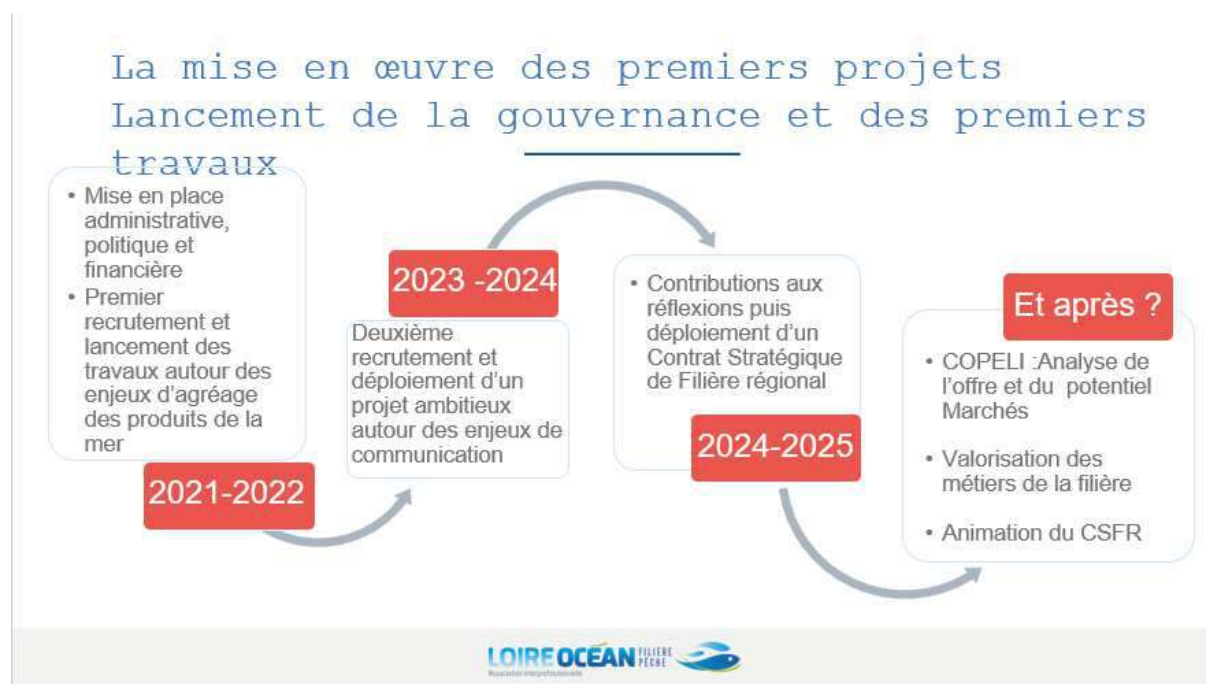 La mise en œuvre des premiers projets
Lancement de la gouvernance et des premiers
travaux
• Mise en place
administrative,
politique et
financière
• Premier
recrutement et
lancement des
travaux autour des
enjeux d’agréage
des produits de la
mer
2021-2022
2023 -2024
Deuxième
recrutement et
déploiement d’un
projet ambitieux
autour des enjeux de
communication
• Contributions aux
réflexions puis
déploiement d’un
Contrat Stratégique
de Filière régional
2024-2025
Et après ?
• COPELI :Analyse de
l’offre et du potentiel
Marchés
• Valorisation des
métiers de la filière
• Animation du CSFR
LOIRE OCÉAN FILIÈRE
PÊCHE
Association interprofessionnelle